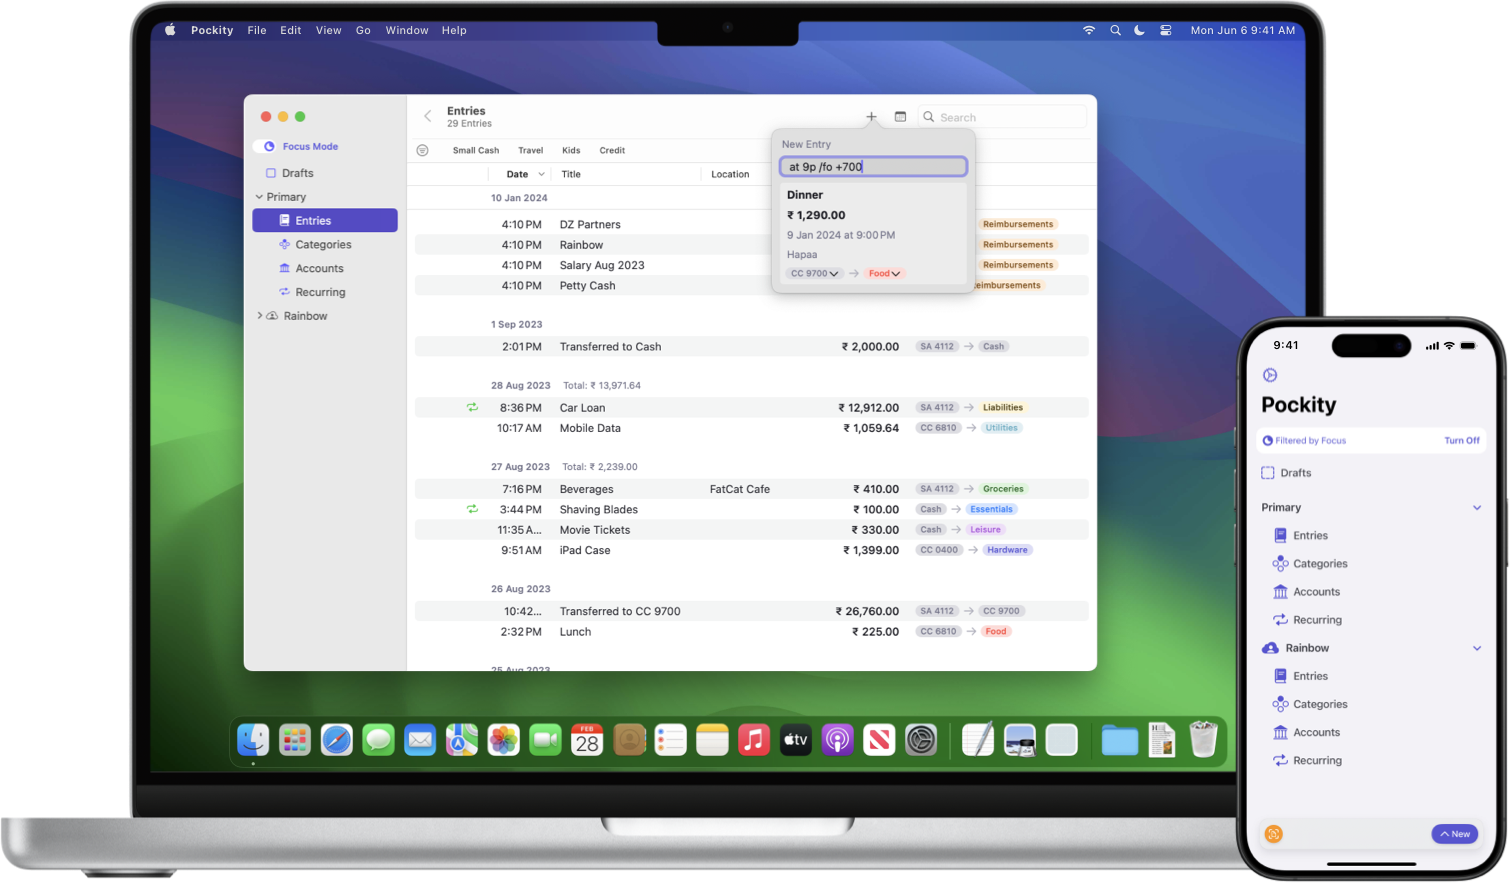 Pockity File Edit View Go Window Help
Mon Jun 6 9:41 AM
Focus Mode
Drafts
Primary
Entries
Categories
Accounts
Recurring
Rainbow
Entries
29 Entries
Search
Small Cash Travel Kids Credit
Date Title Location
New Entry
at 9p /fo +700
Dinner
₹ 1,290.00
9 Jan 2024 at 9:00 PM
Hapaa
CC 9700 → Food
10 Jan 2024
4:10 PM DZ Partners Reimbursements
4:10 PM Rainbow Reimbursements
4:10 PM Salary Aug 2023 Reimbursements
4:10 PM Petty Cash eimbursements
1 Sep 2023
2:01 PM Transferred to Cash ₹ 2,000.00 SA 4112 → Cash
28 Aug 2023 Total: ₹ 13,971.64
8:36 PM Car Loan ₹ 12,912.00 SA 4112 → Liabilities
10:17 AM Mobile Data ₹ 1,059.64 CC 6810 → Utilities
27 Aug 2023 Total: ₹ 2,239.00
7:16 PM Beverages FatCat Cafe ₹ 410.00 SA 4112 → Groceries
3:44 PM Shaving Blades ₹ 100.00 Cash → Essentials
11:35 A... Movie Tickets ₹ 330.00 Cash → Leisure
9:51 AM iPad Case ₹ 1,399.00 CC 0400 → Hardware
26 Aug 2023
10:42... Transferred to CC 9700 ₹ 26,760.00 SA 4112 → CC 9700
2:32 PM Lunch ₹ 225.00 CC 6810 → Food
25 Aug 2023
FEB
28
tv
9:41
Pockity
Filtered by Focus Turn Off
Drafts
Primary
Entries
Categories
Accounts
Recurring
Rainbow
Entries
Categories
Accounts
Recurring
New